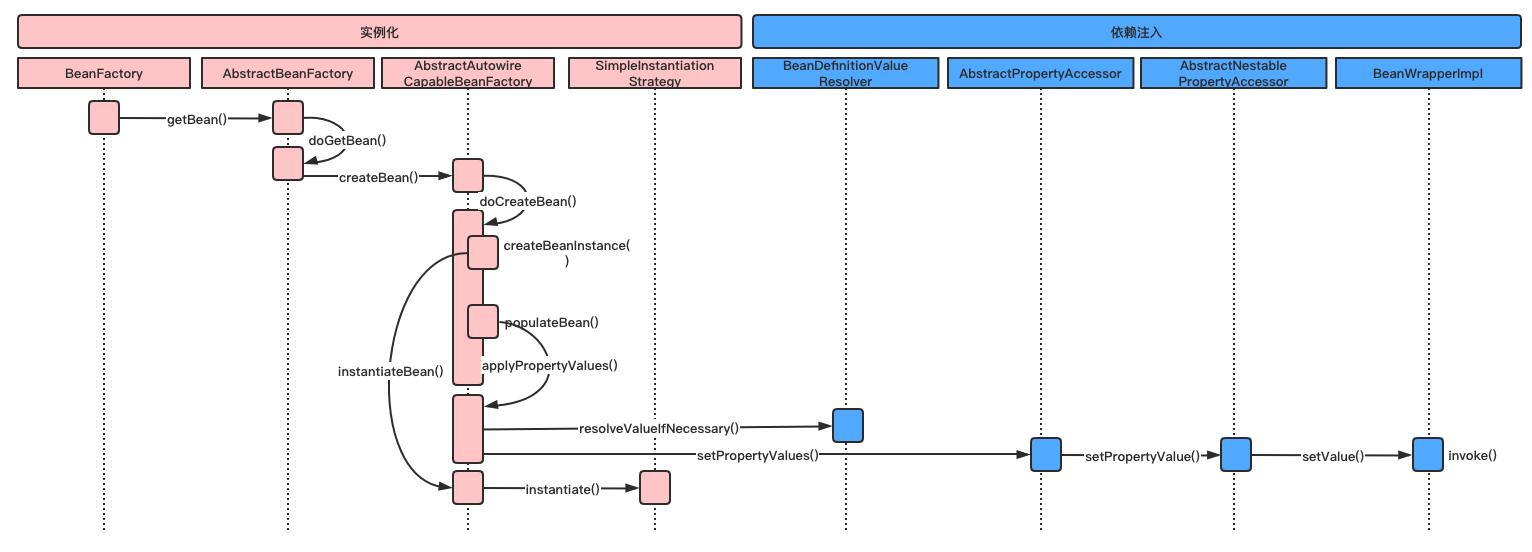 实例化
依赖注入
BeanFactory
AbstractBeanFactory
AbstractAutowire
CapableBeanFactory
SimpleInstantiation
Strategy
BeanDefinitionValue
Resolver
AbstractPropertyAccessor
AbstractNestable
PropertyAccessor
BeanWrapperImpl
getBean()
doGetBean()
createBean()
doCreateBean()
createBeanInstance(
)
populateBean()
applyPropertyValues()
instantiateBean()
resolveValueIfNecessary()
setPropertyValues()
setPropertyValue()
setValue()
invoke()
instantiate()